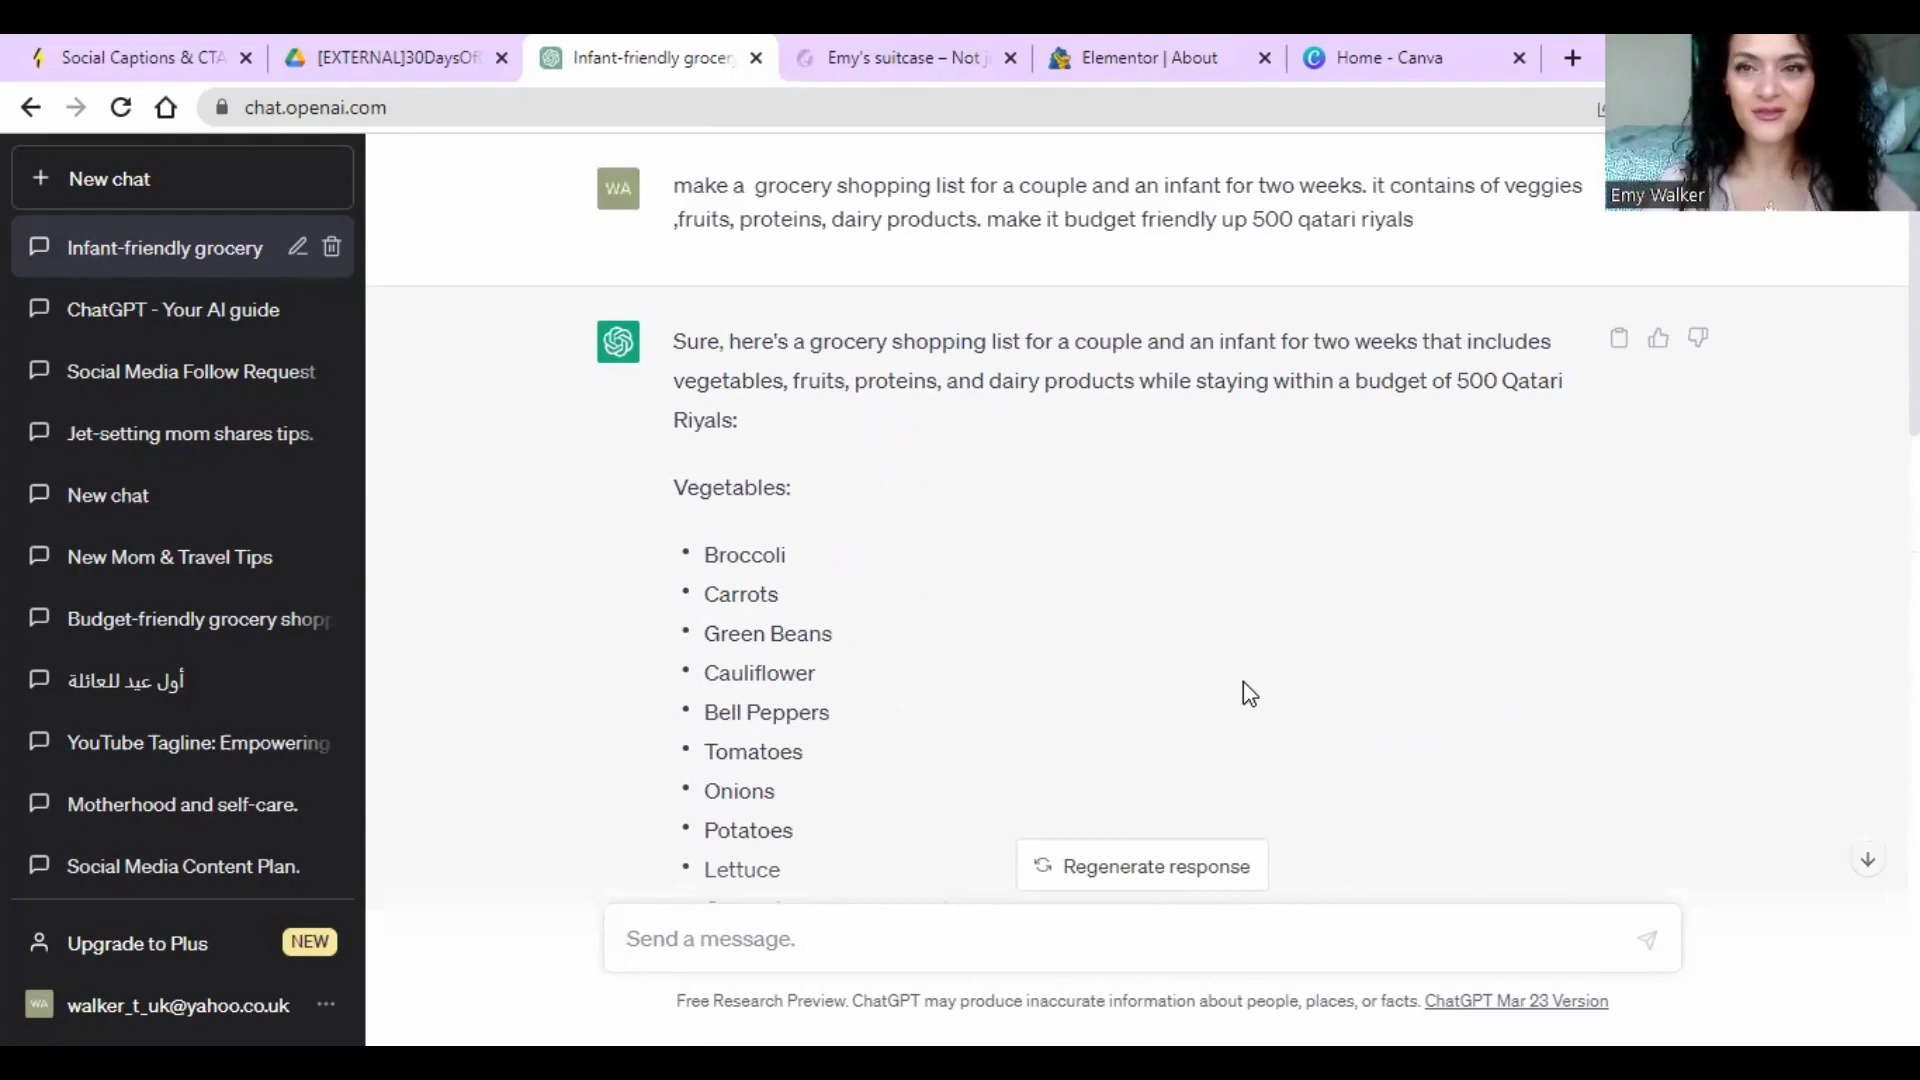 Social Captions & CTA
[EXTERNAL]30DaysOf
Infant-friendly grocer
Emy's suitcase – Not j
Elementor | About
Home - Canva
chat.openai.com
Emy Walker
New chat
Infant-friendly grocery
ChatGPT - Your AI guide
Social Media Follow Request
Jet-setting mom shares tips.
New chat
New Mom & Travel Tips
Budget-friendly grocery shopp
أول عيد للعائلة
YouTube Tagline: Empowering
Motherhood and self-care.
Social Media Content Plan.
Upgrade to Plus
NEW
WA
walker_t_uk@yahoo.co.uk
WA
make a  grocery shopping list for a couple and an infant for two weeks. it contains of veggies
,fruits, proteins, dairy products. make it budget friendly up 500 qatari riyals
Sure, here's a grocery shopping list for a couple and an infant for two weeks that includes
vegetables, fruits, proteins, and dairy products while staying within a budget of 500 Qatari
Riyals:
Vegetables:
• Broccoli
• Carrots
• Green Beans
• Cauliflower
• Bell Peppers
• Tomatoes
• Onions
• Potatoes
• Lettuce
Regenerate response
Send a message.
Free Research Preview. ChatGPT may produce inaccurate information about people, places, or facts. ChatGPT Mar 23 Version